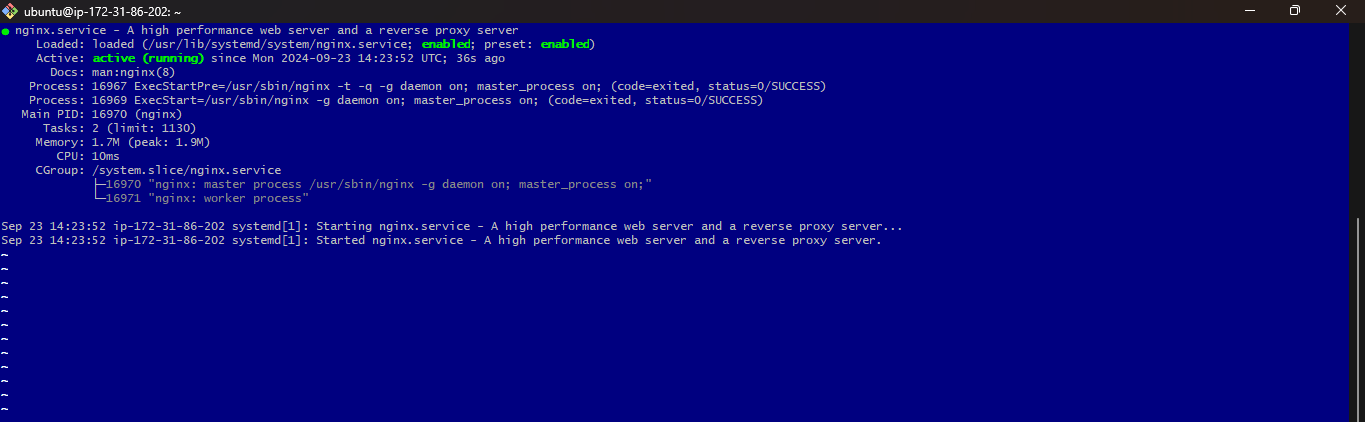 ubuntu@ip-172-31-86-202: ~
● nginx.service - A high performance web server and a reverse proxy server
     Loaded: loaded (/usr/lib/systemd/system/nginx.service; enabled; preset: enabled)
     Active: active (running) since Mon 2024-09-23 14:23:52 UTC; 36s ago
       Docs: man:nginx(8)
    Process: 16967 ExecStartPre=/usr/sbin/nginx -t -q -g daemon on; master_process on; (code=exited, status=0/SUCCESS)
    Process: 16969 ExecStart=/usr/sbin/nginx -g daemon on; master_process on; (code=exited, status=0/SUCCESS)
   Main PID: 16970 (nginx)
      Tasks: 2 (limit: 1130)
     Memory: 1.7M (peak: 1.9M)
        CPU: 10ms
     CGroup: /system.slice/nginx.service
             ├─16970 "nginx: master process /usr/sbin/nginx -g daemon on; master_process on;"
             └─16971 "nginx: worker process"
Sep 23 14:23:52 ip-172-31-86-202 systemd[1]: Starting nginx.service - A high performance web server and a reverse proxy server...
Sep 23 14:23:52 ip-172-31-86-202 systemd[1]: Started nginx.service - A high performance web server and a reverse proxy server.
~
~
~
~
~
~
~
~
~
~
~
~